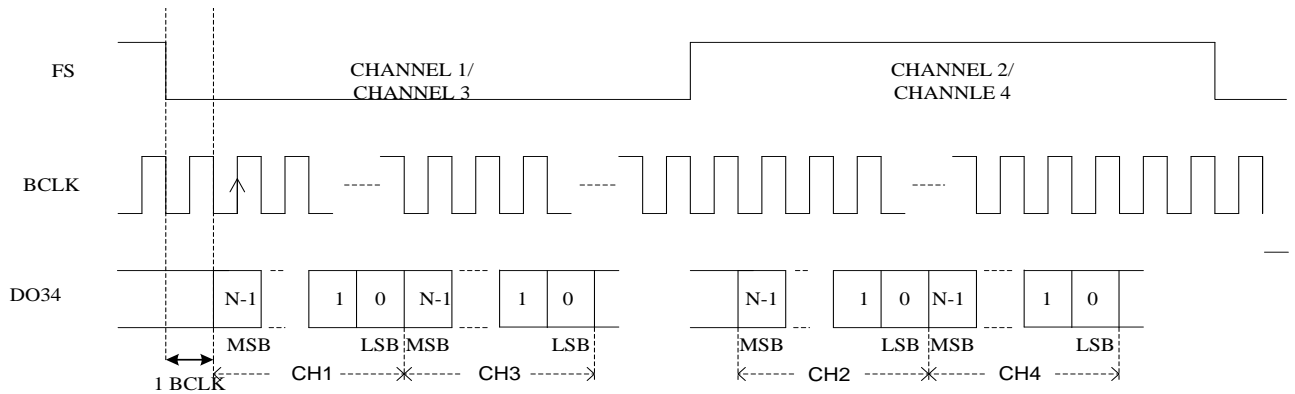 FS
CHANNEL 1/
CHANNEL 3
CHANNEL 2/
CHANNLE 4
BCLK
DO34
N-1
1
0
N-1
1
0
N-1
1
0
N-1
1
0
MSB
LSB
MSB
LSB
MSB
LSB
MSB
LSB
1 BCLK
CH1
CH3
CH2
CH4